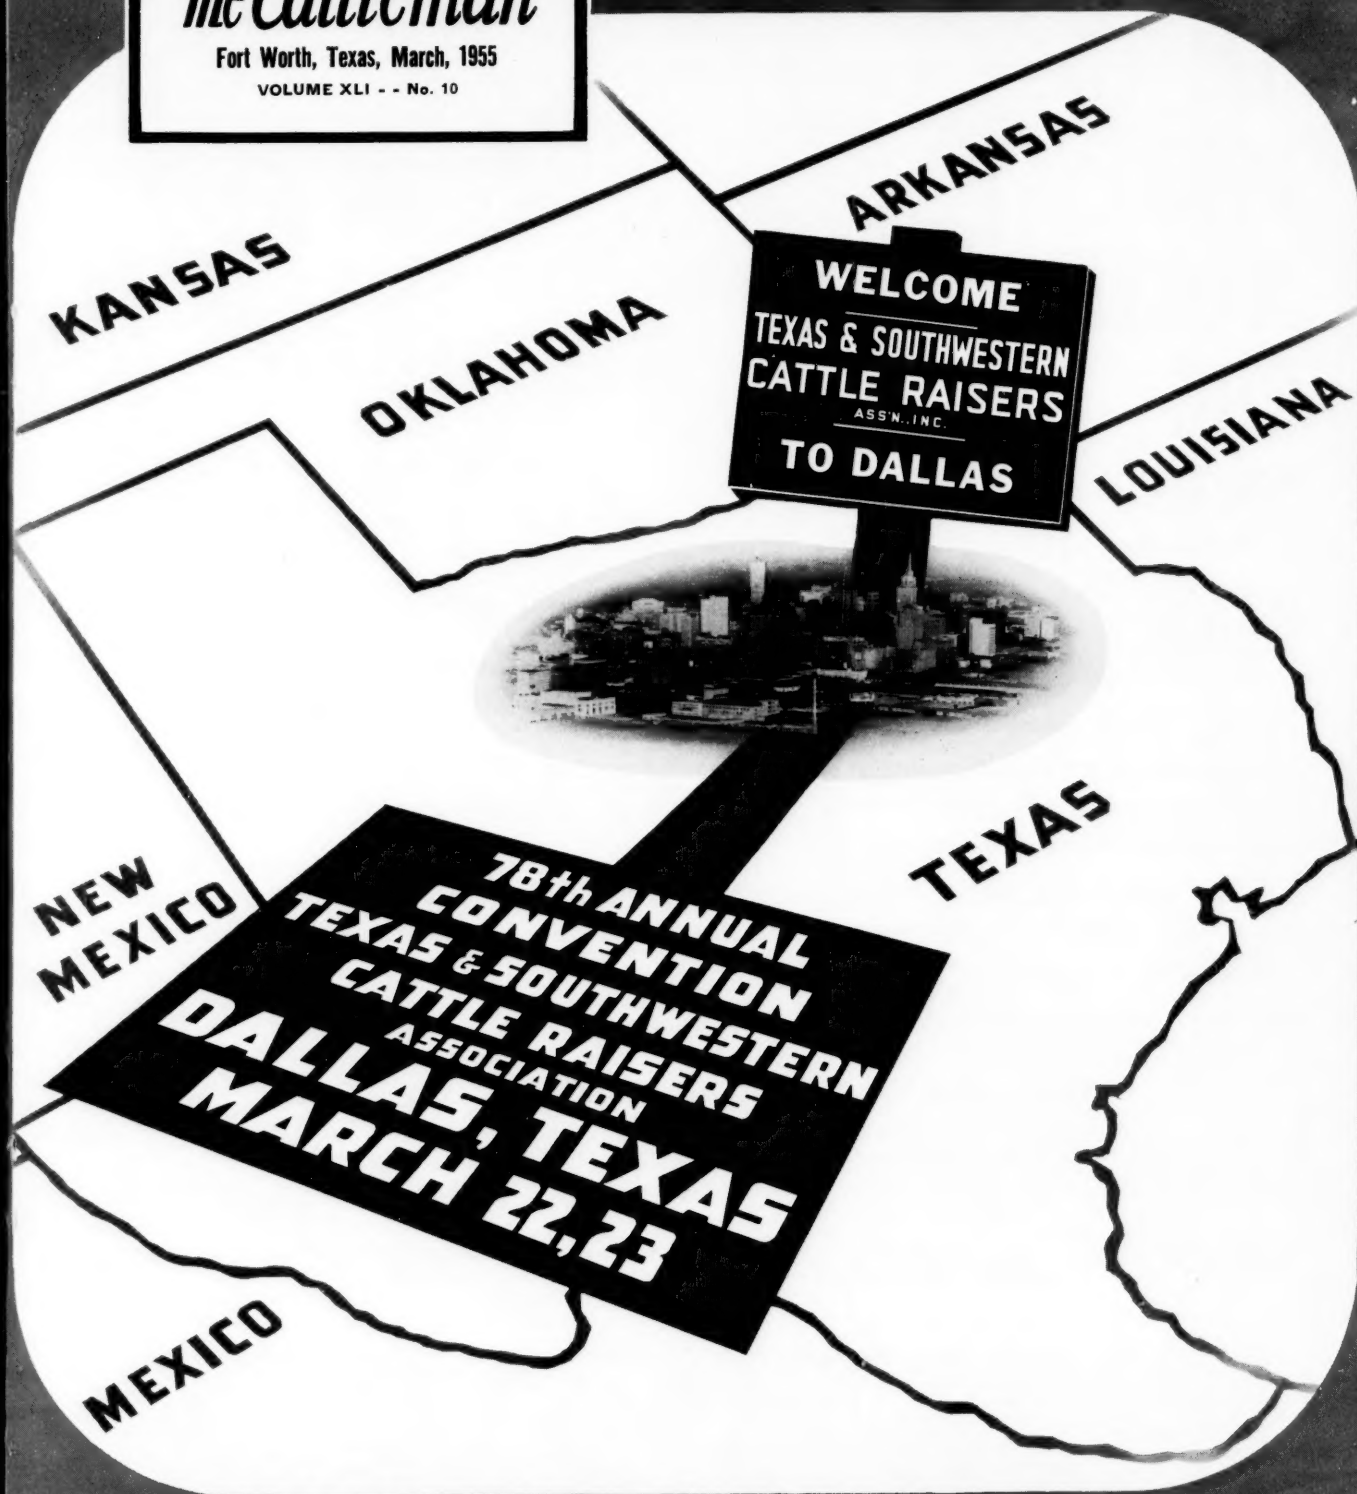 The Cattleman
Fort Worth, Texas, March, 1955
VOLUME XLI - - No. 10
KANSAS
OKLAHOMA
ARKANSAS
WELCOME
TEXAS & SOUTHWESTERN
CATTLE RAISERS
ASS'N., INC.
TO DALLAS
LOUISIANA
TEXAS
NEW
MEXICO
78th ANNUAL
CONVENTION
TEXAS & SOUTHWESTERN
CATTLE RAISERS
ASSOCIATION
DALLAS, TEXAS
MARCH 22,23
MEXICO